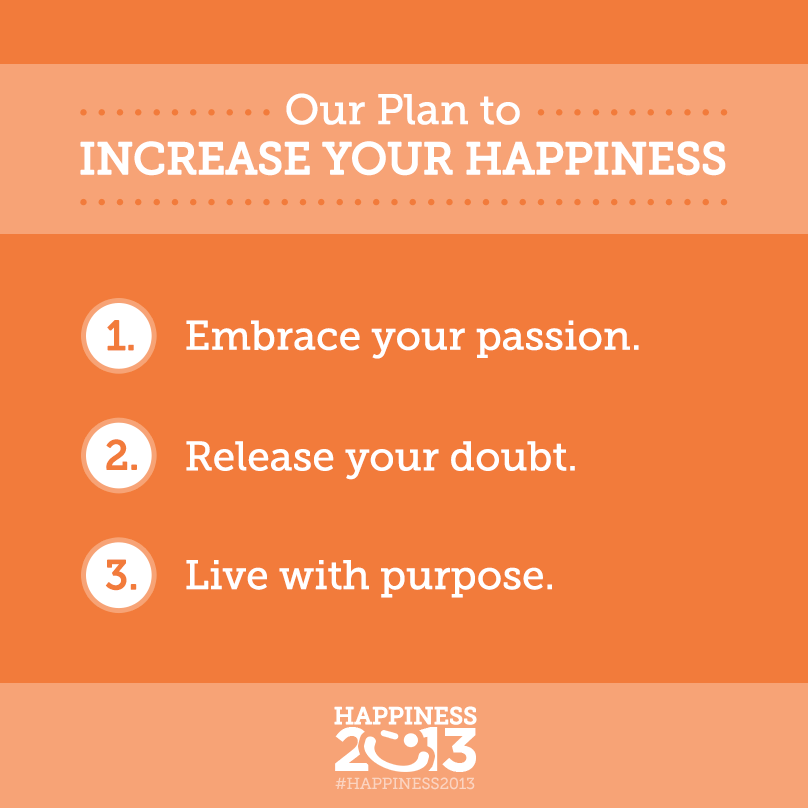 Our Plan to
INCREASE YOUR HAPPINESS
1. Embrace your passion.
2. Release your doubt.
3. Live with purpose.
HAPPINESS
2013
#HAPPINESS2013